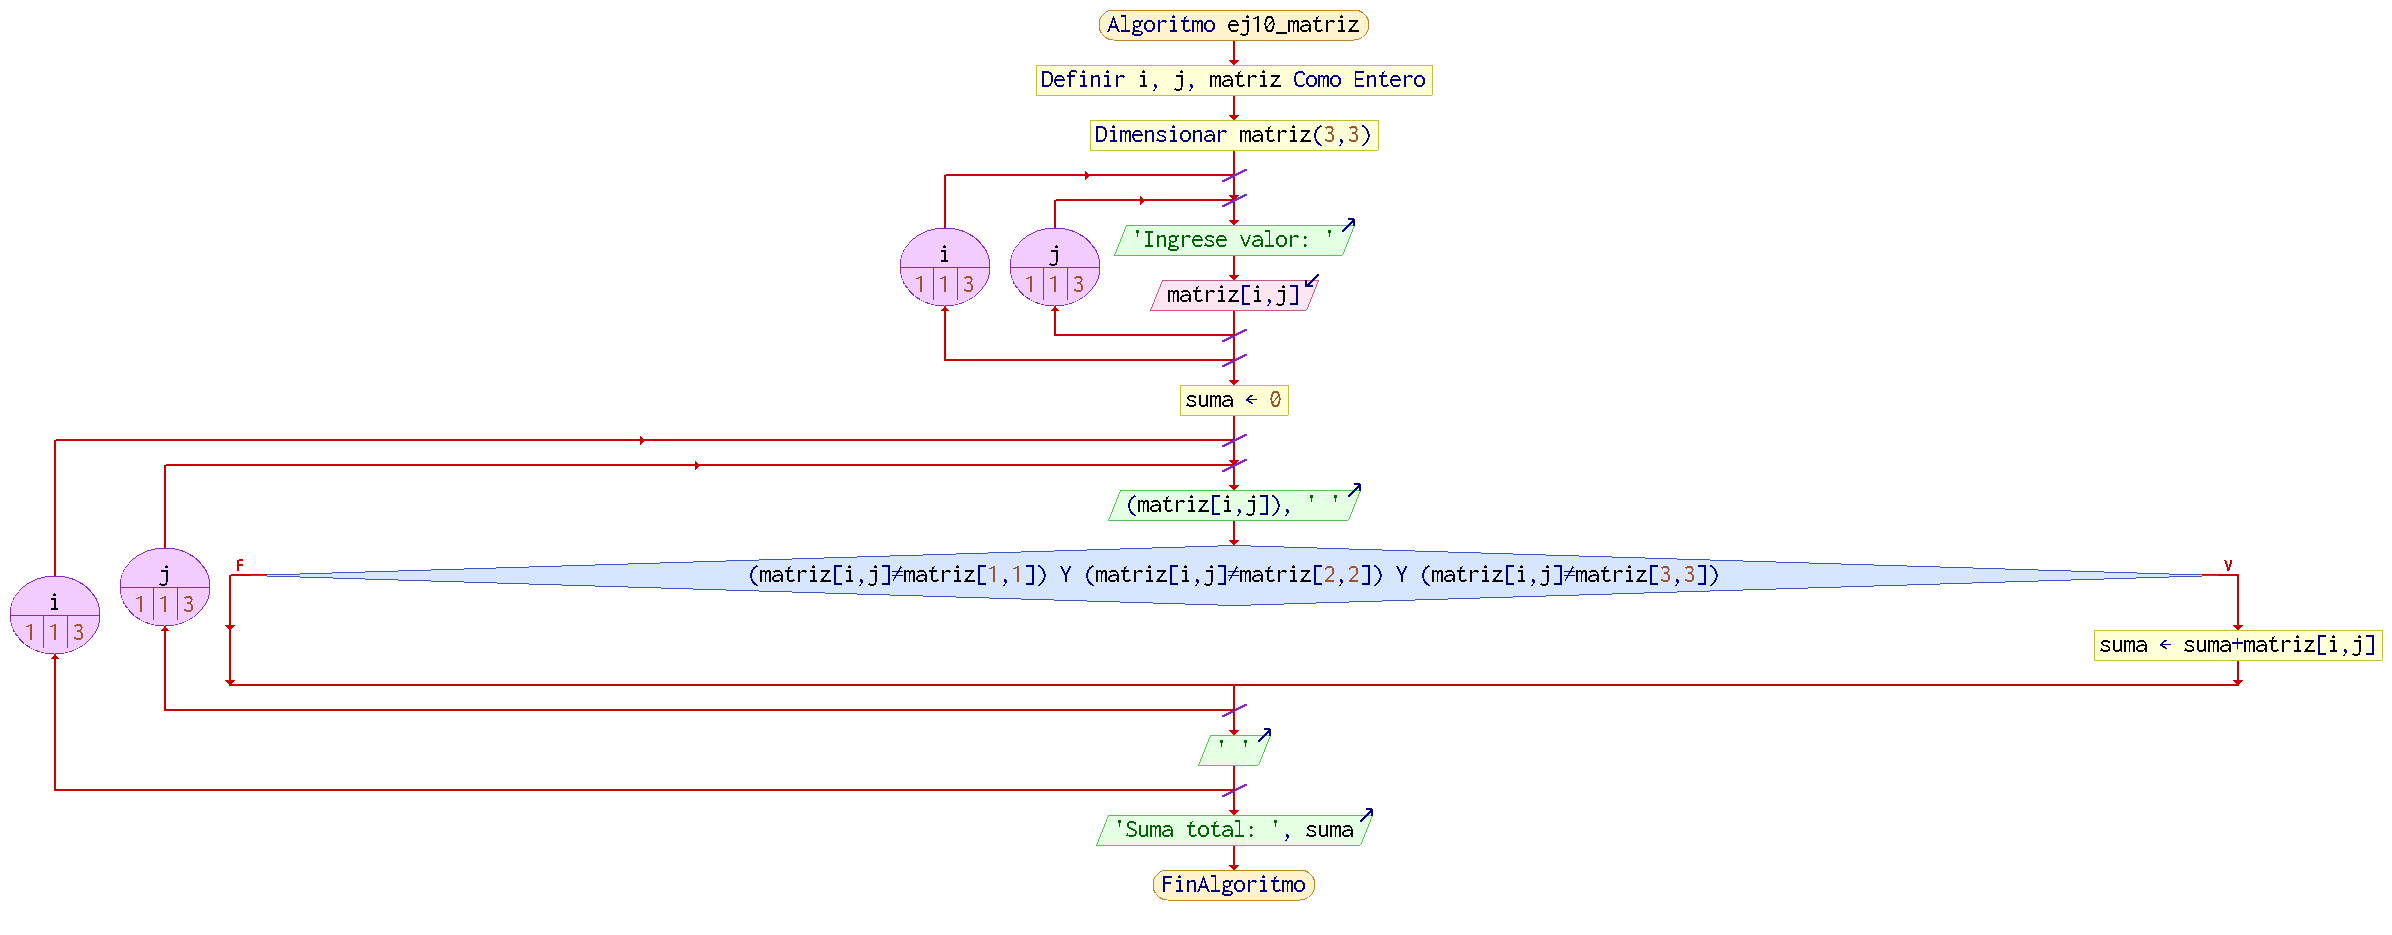 Algoritmo ej10_matriz
Definir i, j, matriz Como Entero
Dimensionar matriz(3,3)
i
1 1 3
j
1 1 3
'Ingrese valor: '
matriz[i,j]
suma ← 0
i
1 1 3
j
1 1 3
(matriz[i,j]), ' '
F
(matriz[i,j]≠matriz[1,1]) Y (matriz[i,j]≠matriz[2,2]) Y (matriz[i,j]≠matriz[3,3])
V
suma ← suma+matriz[i,j]
' '
'Suma total: ', suma
FinAlgoritmo